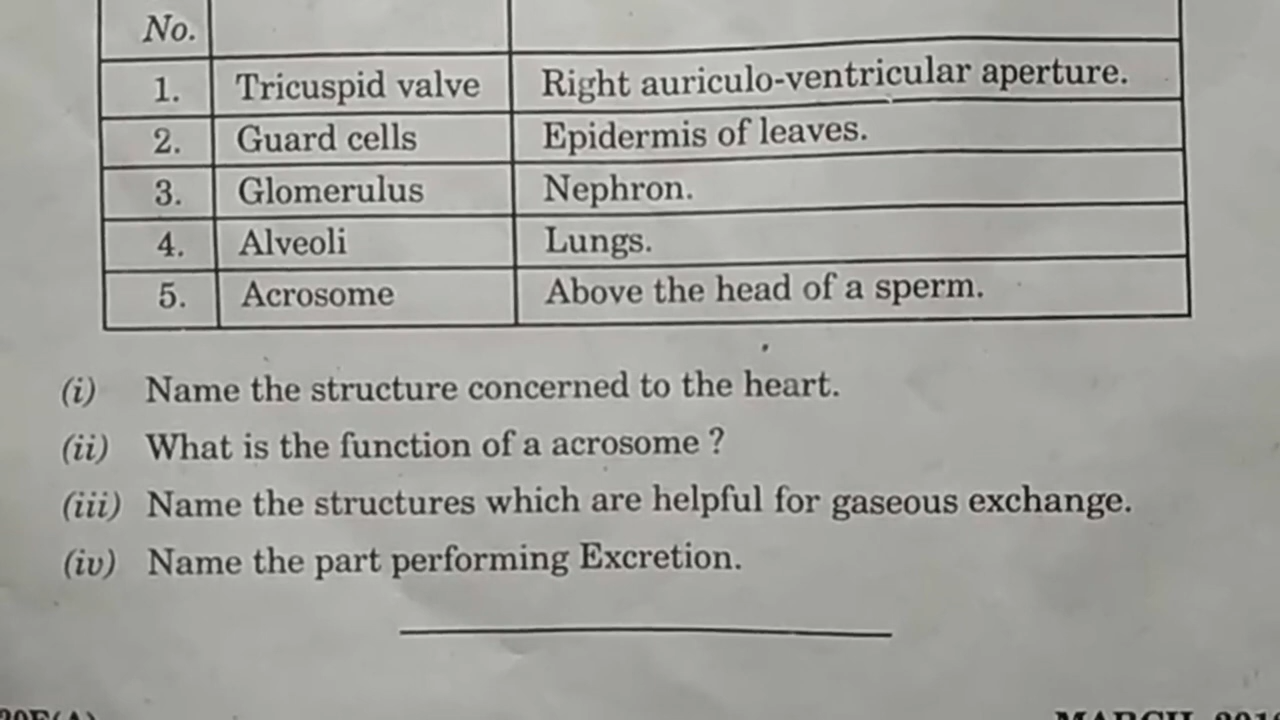 No.
1. Tricuspid valve Right auriculo-ventricular aperture.
2. Guard cells Epidermis of leaves.
3. Glomerulus Nephron.
4. Alveoli Lungs.
5. Acrosome Above the head of a sperm.
(i) Name the structure concerned to the heart.
(ii) What is the function of a acrosome ?
(iii) Name the structures which are helpful for gaseous exchange.
(iv) Name the part performing Excretion.
MARCH,